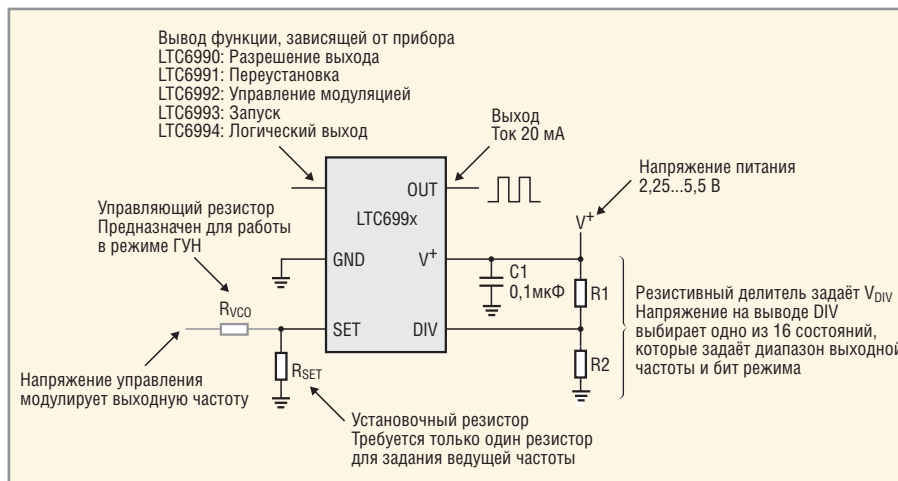 Вывод функции, зависящей от прибора
LTC6990: Разрешение выхода
LTC6991: Переустановка
LTC6992: Управление модуляцией
LTC6993: Запуск
LTC6994: Логический выход
Выход
Ток 20 мА
Напряжение питания
2,25...5,5 В
Управляющий резистор
Предназначен для работы
в режиме ГУН
OUT
LTC699x
GND
V+
V+
C1
0,1мкФ
R1
RVCO
SET
DIV
R2
RSET
Резистивный делитель задаёт VDIV
Напряжение на выводе DIV
выбирает одно из 16 состояний,
которые задаёт диапазон выходной
частоты и бит режима
Напряжение управления
модулирует выходную частоту
Установочный резистор
Требуется только один резистор
для задания ведущей частоты